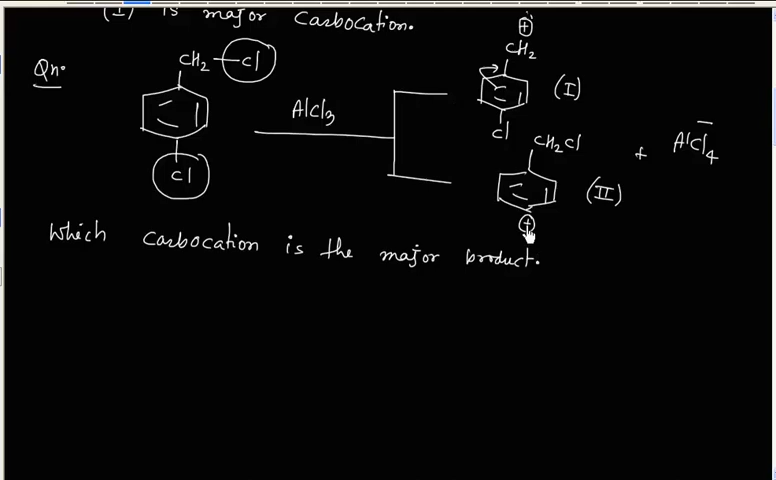 (I) is major carbocation.
Qn.
CH2 — Cl
Cl
AlCl3
+
CH2
(I)
Cl
CH2Cl
(II)
+
+ AlCl4-
Which carbocation is the major product.